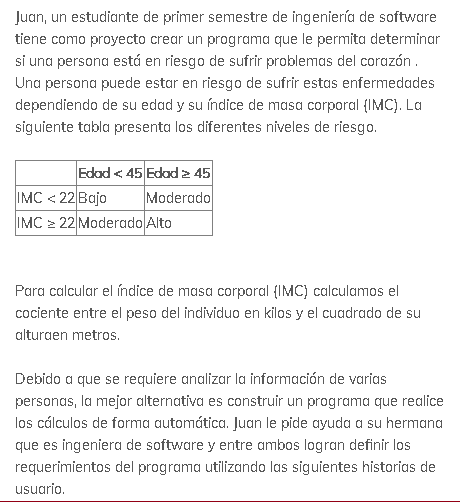 Juan, un estudiante de primer semestre de ingeniería de software
tiene como proyecto crear un programa que le permita determinar
si una persona está en riesgo de sufrir problemas del corazón .
Una persona puede estar en riesgo de sufrir estas enfermedades
dependiendo de su edad y su índice de masa corporal (IMC). La
siguiente tabla presenta los diferentes niveles de riesgo.
Edad < 45 Edad ≥ 45
IMC < 22 Bajo Moderado
IMC ≥ 22 Moderado Alto
Para calcular el índice de masa corporal (IMC) calculamos el
cociente entre el peso del individuo en kilos y el cuadrado de su
alturaen metros.
Debido a que se requiere analizar la información de varias
personas, la mejor alternativa es construir un programa que realice
los cálculos de forma automática. Juan le pide ayuda a su hermana
que es ingeniera de software y entre ambos logran definir los
requerimientos del programa utilizando las siguientes historias de
usuario.